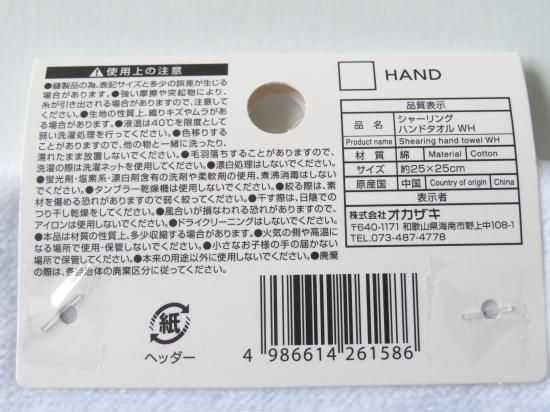 ⚠使用上の注意
●縫製品の為、表記サイズと多少の誤差が生じる
場合があります。●強い摩擦や突起物により、
糸が引き出される場合がありますので、注意して
ください。●生地の性質上、織りキズやムラがある
場合があります。●液温は40℃を限度として
弱い洗濯処理を行ってください。●色移りする
ことがありますので、他の物と一緒に洗ったり、
濡れたまま放置しないでください。●毛羽落ちすることがありますので、
洗濯の際は洗濯ネットを使用してください。●漂白処理はしないでください。
●蛍光剤・塩素系・漂白剤含有の洗剤や柔軟剤の使用、煮沸消毒はしない
でください。●タンブラー乾燥機は使用しないでください。●絞る際は、素
材を傷める恐れがありますので弱く絞ってください。●干す際は、日陰での
つり干し乾燥をしてください。●風合いが損なわれる恐れがありますので、
アイロンは使用しないでください。●ドライクリーニングはしないでください。
●本品は材質の性質上、多少収縮する場合があります。●火気の側や高温に
なる場所で使用・保管しないでください。●小さなお子様の手の届かない
場所で保管してください。●本来の用途以外に使用しないでください。●廃棄
の際は、各自治体の廃棄区分に従ってください。
HAND
品質表示
品名 シャーリング
ハンドタオル WH
Product name Shearing hand towel WH
材質 綿 Material Cotton
サイズ 約25×25cm
原産国 中国 Country of origin China
表示者
株式会社オカザキ
〒640-1171 和歌山県海南市野上中108-1
TEL.073-487-4778
紙
ヘッダー
4 986614 261586